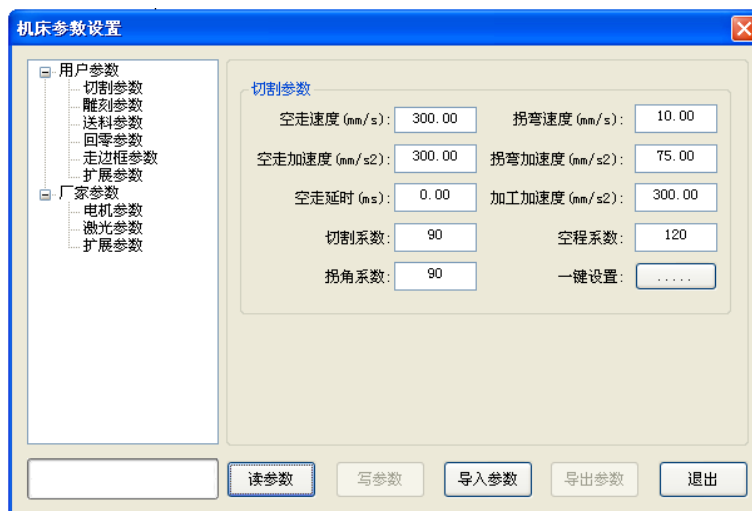 机床参数设置
用户参数
切割参数
雕刻参数
送料参数
回零参数
走边框参数
扩展参数
厂家参数
电机参数
激光参数
扩展参数
切割参数
空走速度(mm/s): 300.00 拐弯速度(mm/s): 10.00
空走加速度(mm/s2): 300.00 拐弯加速度(mm/s2): 75.00
空走延时(ms): 0.00 加工加速度(mm/s2): 300.00
切割系数: 90 空程系数: 120
拐角系数: 90 一键设置: .....
读参数 写参数 导入参数 导出参数 退出